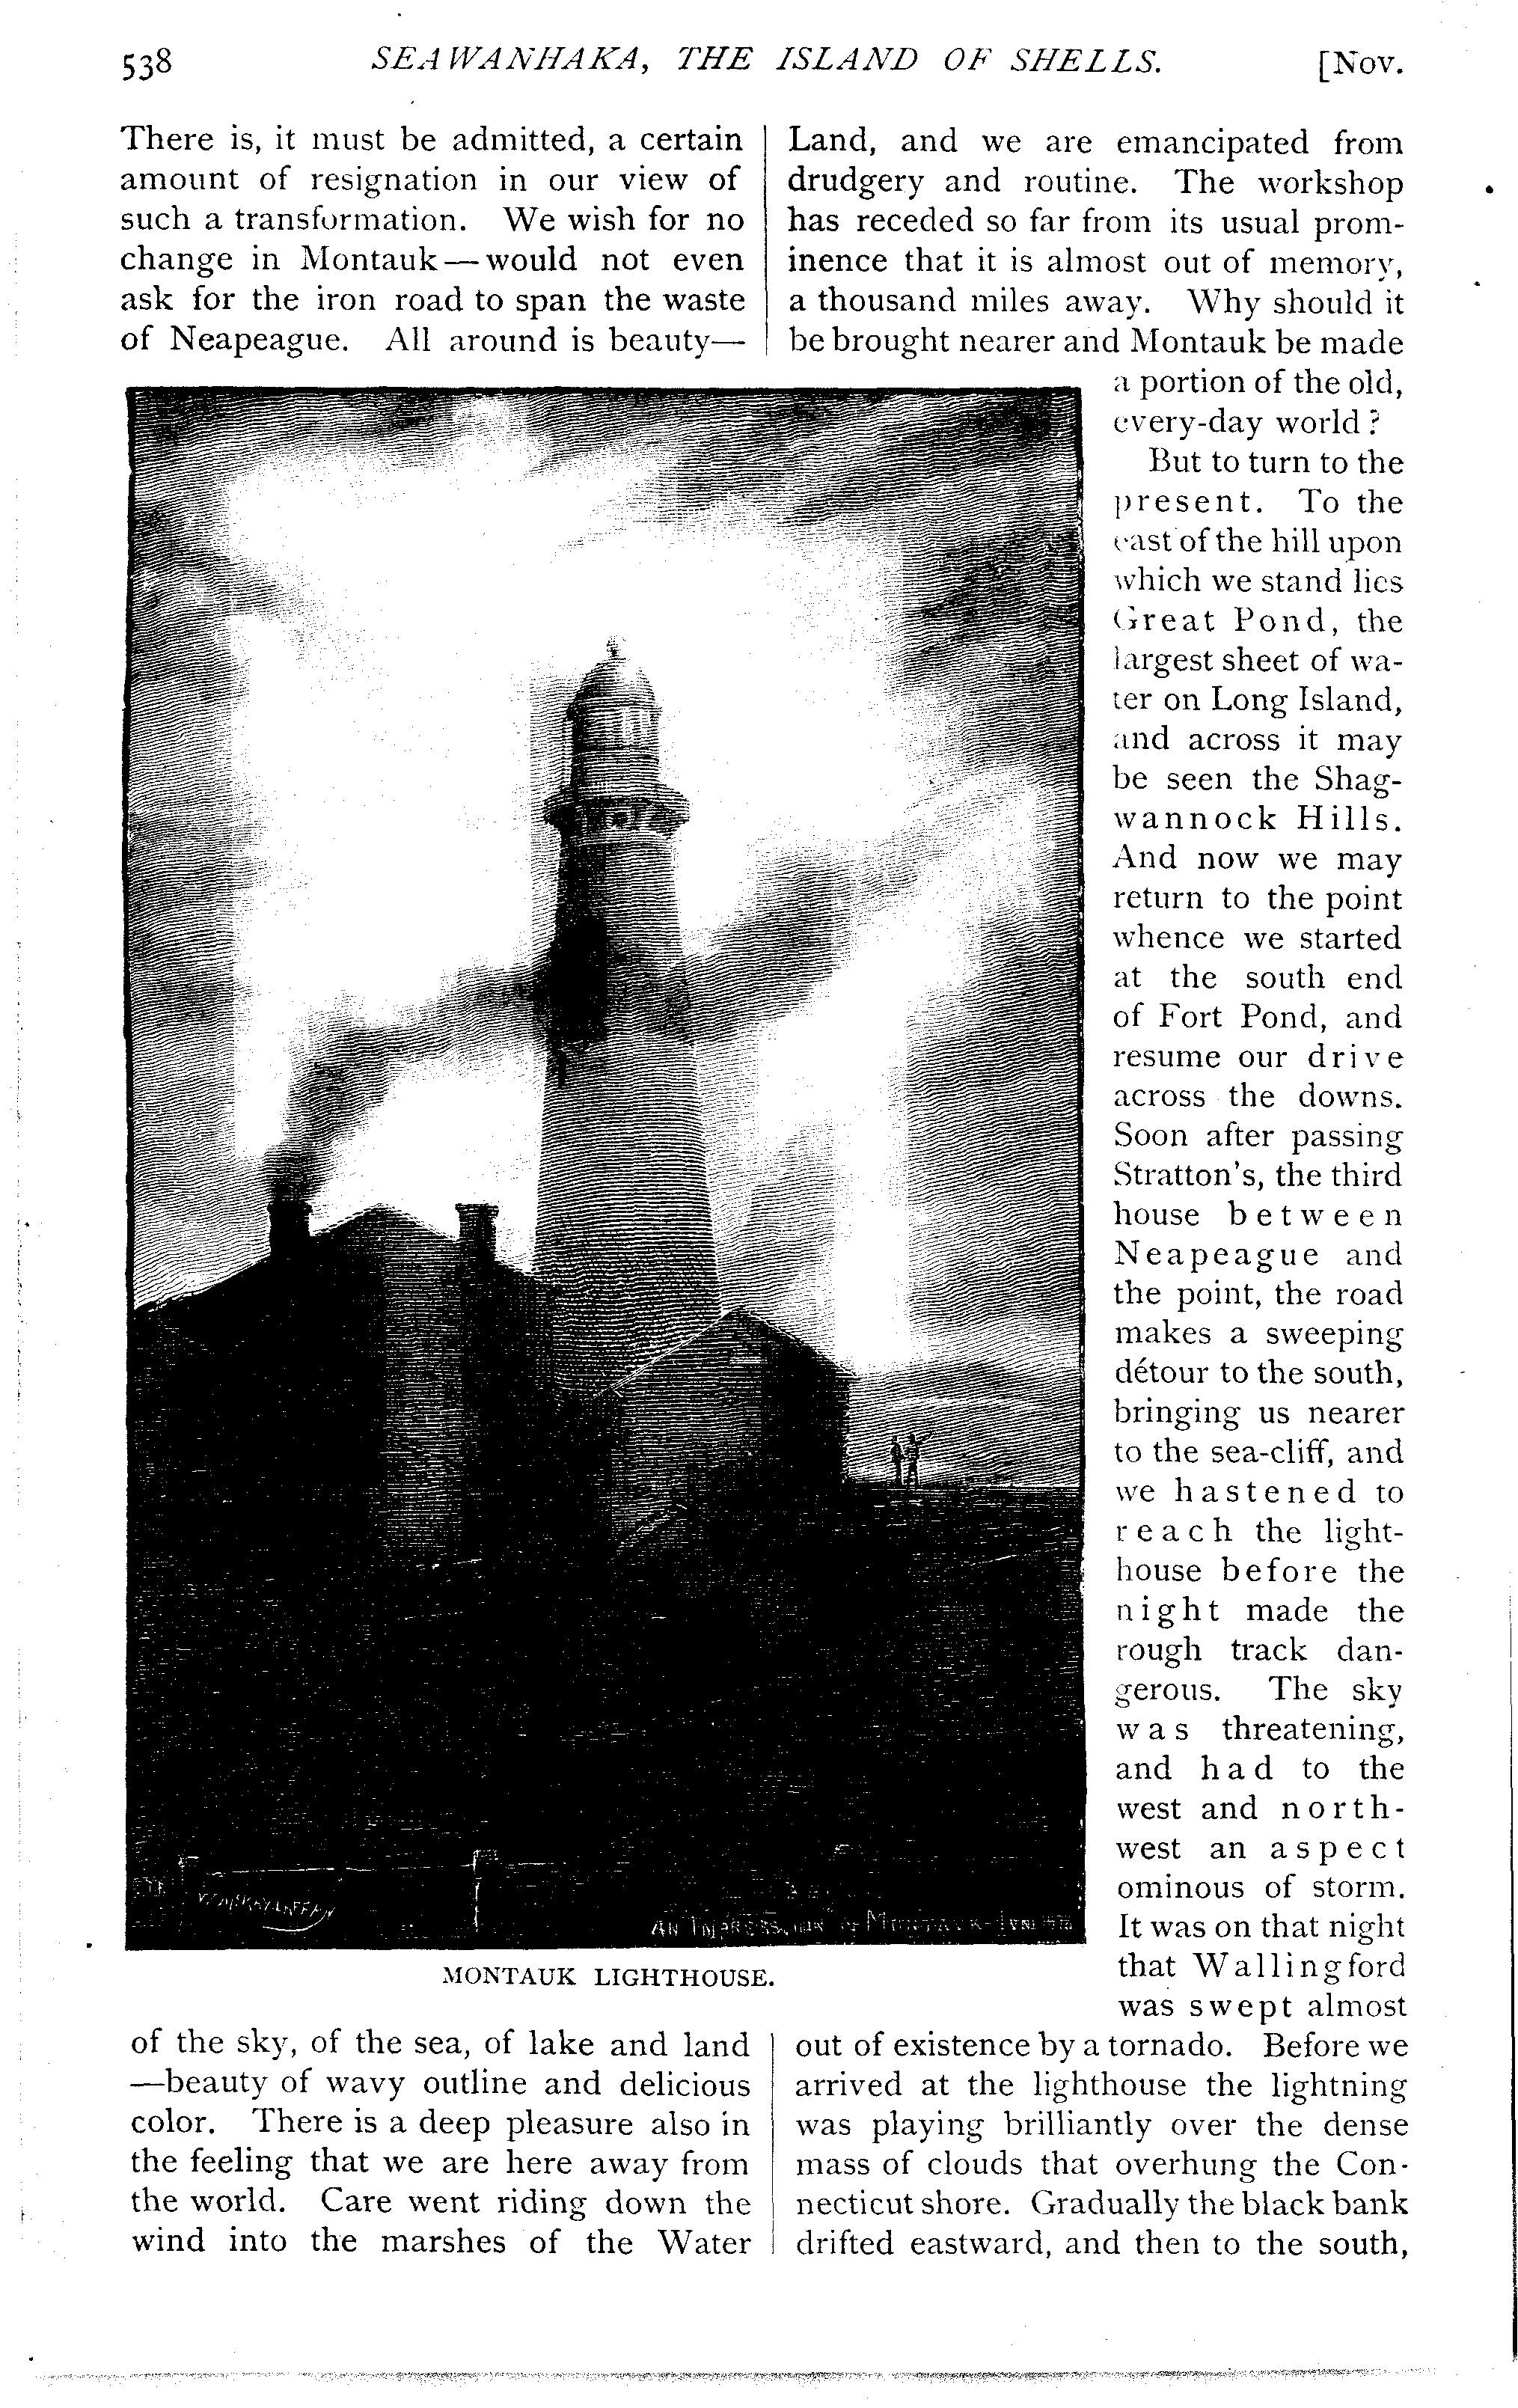 538 SEAWANHAKA, THE ISLAND OF SHELLS. [Nov.
There is, it must be admitted, a certain
amount of resignation in our view of
such a transformation. We wish for no
change in Montauk—would not even
ask for the iron road to span the waste
of Neapeague. All around is beauty—
MONTAUK LIGHTHOUSE.
of the sky, of the sea, of lake and land
—beauty of wavy outline and delicious
color. There is a deep pleasure also in
the feeling that we are here away from
the world. Care went riding down the
wind into the marshes of the Water
Land, and we are emancipated from
drudgery and routine. The workshop
has receded so far from its usual prom-
inence that it is almost out of memory,
a thousand miles away. Why should it
be brought nearer and Montauk be made
a portion of the old,
every-day world?
But to turn to the
present. To the
east of the hill upon
which we stand lies
Great Pond, the
largest sheet of wa-
ter on Long Island,
and across it may
be seen the Shag-
wannock Hills.
And now we may
return to the point
whence we started
at the south end
of Fort Pond, and
resume our drive
across the downs.
Soon after passing
Stratton's, the third
house between
Neapeague and
the point, the road
makes a sweeping
détour to the south,
bringing us nearer
to the sea-cliff, and
we hastened to
reach the light-
house before the
night made the
rough track dan-
gerous. The sky
was threatening,
and had to the
west and north-
west an aspect
ominous of storm.
It was on that night
that Wallingford
was swept almost
out of existence by a tornado. Before we
arrived at the lighthouse the lightning
was playing brilliantly over the dense
mass of clouds that overhung the Con-
necticut shore. Gradually the black bank
drifted eastward, and then to the south,